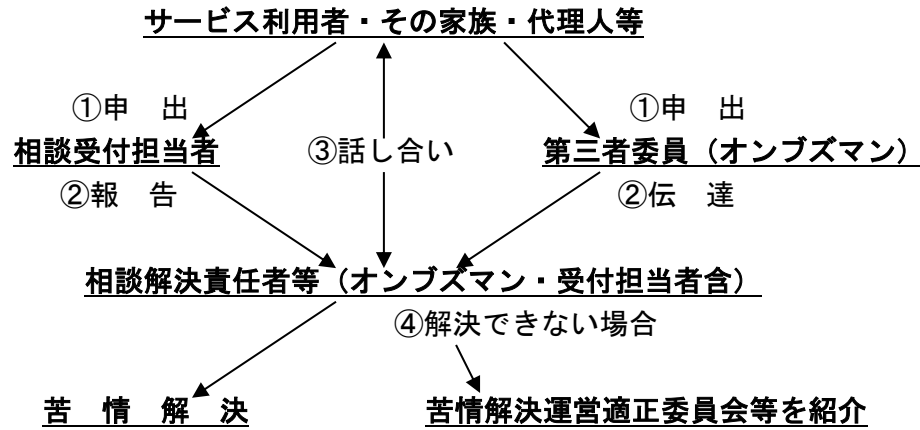 サービス利用者・その家族・代理人等
①申　出
①申　出
相談受付担当者
③話し合い
第三者委員（オンブズマン）
②報　告
②伝　達
相談解決責任者等（オンブズマン・受付担当者含）
④解決できない場合
苦　情　解　決
苦情解決運営適正委員会等を紹介